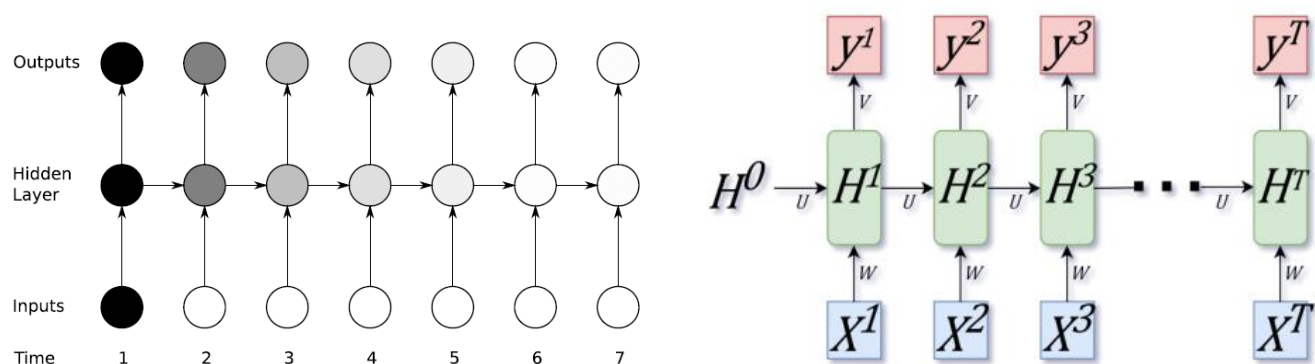 Outputs
Hidden
Layer
Inputs
Time 1 2 3 4 5 6 7
y¹ y² y³ yᵀ
V V V V
H⁰ U H¹ U H² U H³ ▪ ▪ ▪ U Hᵀ
W W W W
X¹ X² X³ Xᵀ